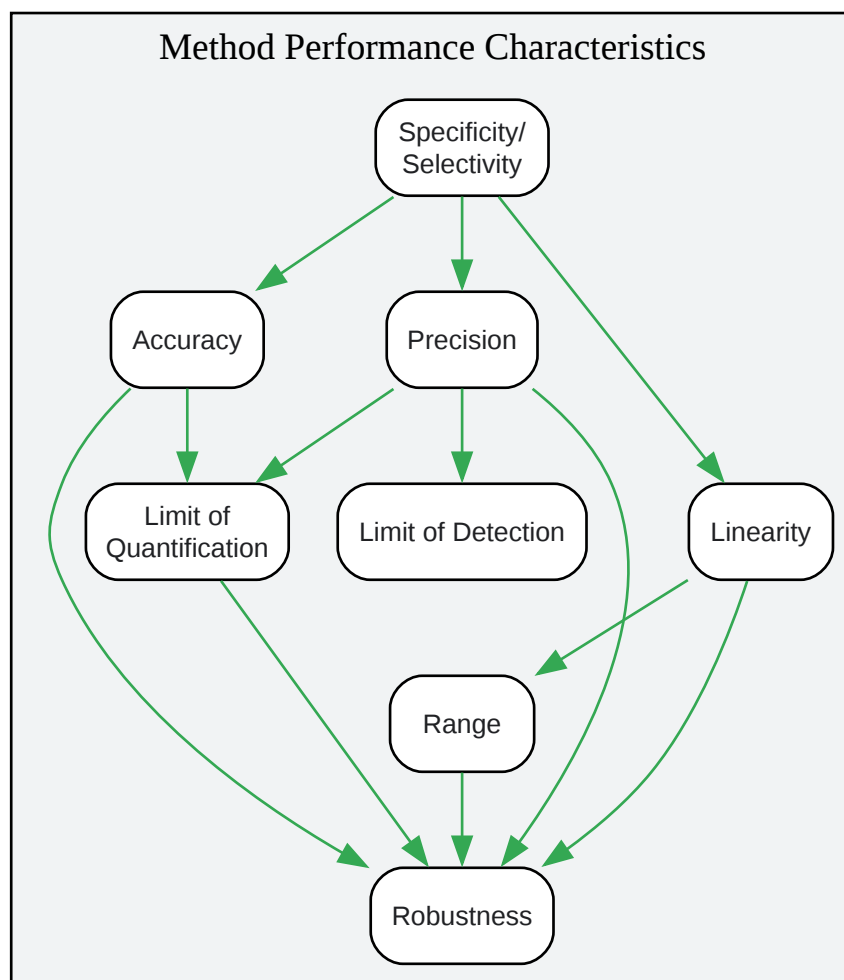 Method Performance Characteristics
Specificity/
Selectivity
Accuracy
Precision
Limit of
Quantification
Limit of Detection
Linearity
Range
Robustness